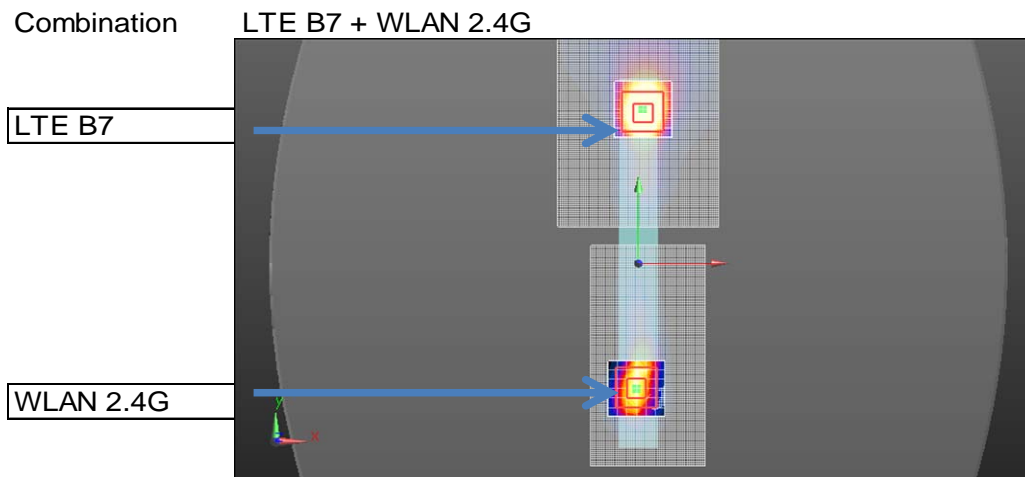 Combination LTE B7 + WLAN 2.4G
LTE B7
WLAN 2.4G
y
x